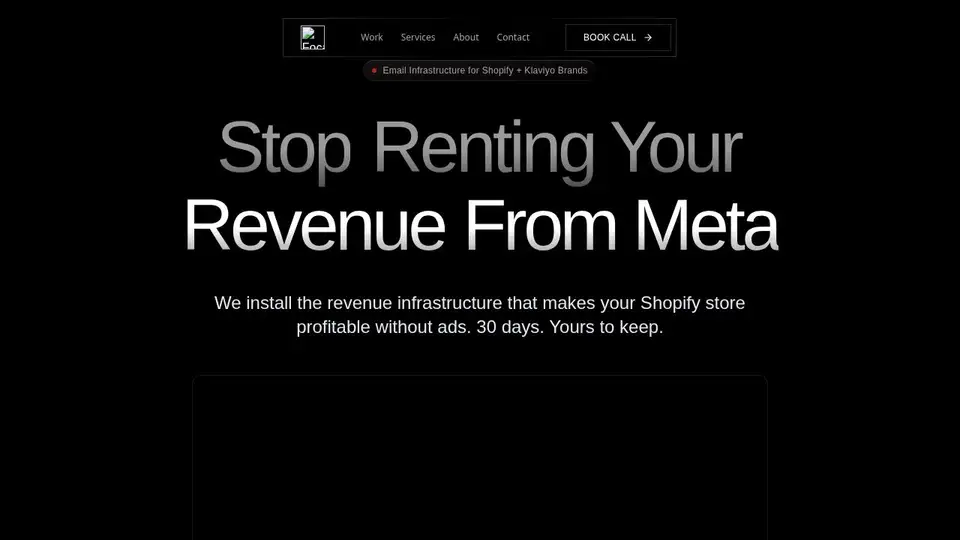 Work
Services
About
Contact
BOOK CALL →
Email Infrastructure for Shopify + Klaviyo Brands
Stop Renting Your
Revenue From Meta
We install the revenue infrastructure that makes your Shopify store
profitable without ads. 30 days. Yours to keep.